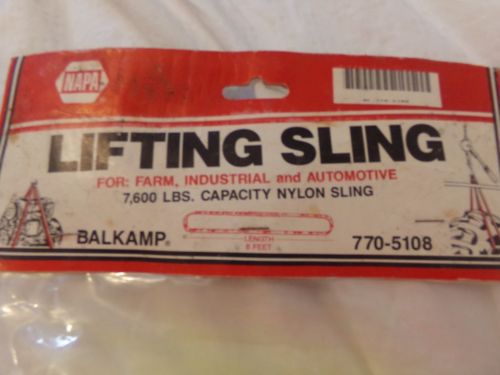 NAPA
LIFTING SLING
FOR: FARM, INDUSTRIAL and AUTOMOTIVE
7,600 LBS. CAPACITY NYLON SLING
BALKAMP®
LENGTH
6 FEET
770-5108